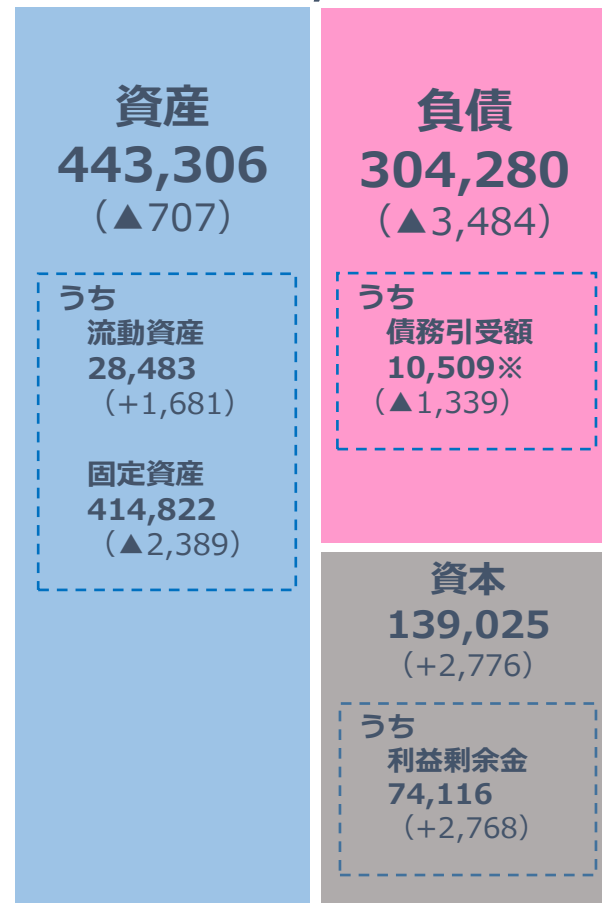 資産
443,306
（▲707）
うち
流動資産
28,483
（+1,681）
固定資産
414,822
（▲2,389）
負債
304,280
（▲3,484）
うち
債務引受額
10,509※
（▲1,339）
資本
139,025
（+2,776）
うち
利益剰余金
74,116
（+2,768）